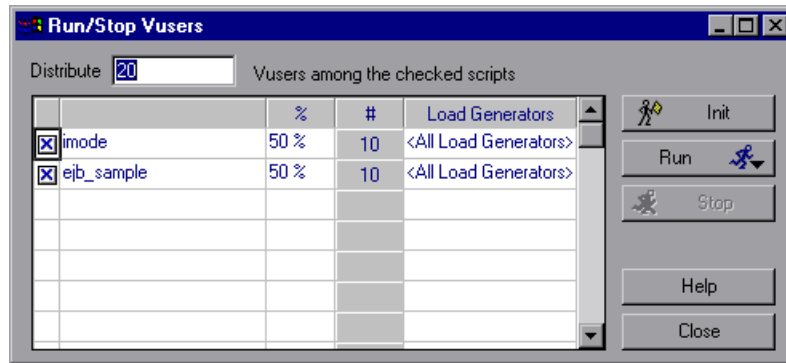 Run/Stop Vusers
Distribute 20 Vusers among the checked scripts
% # Load Generators
imode 50 % 10 <All Load Generators>
ejb_sample 50 % 10 <All Load Generators>
Init
Run
Stop
Help
Close